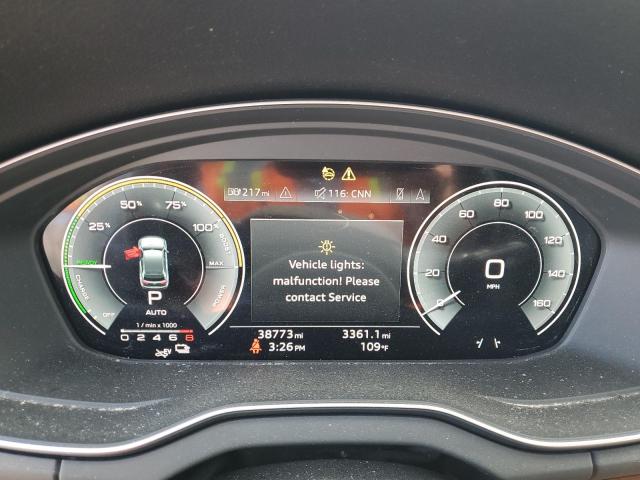 217 mi
116: CNN
25%
50%
75%
100%
BOOST
READY
MAX
CHARGE
POWER
OFF
P
AUTO
1 / min x 1000
0 2 4 6 8
EV
Vehicle lights:
malfunction! Please
contact Service
38773 mi
3361.1 mi
3:26 PM
109°F
0
20
40
60
80
100
120
140
160
0
MPH